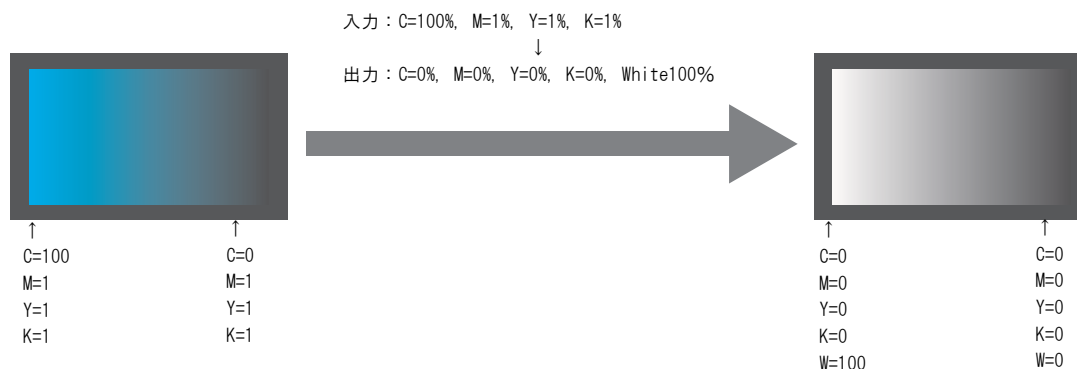 入力：C=100%, M=1%, Y=1%, K=1%
↓
出力：C=0%, M=0%, Y=0%, K=0%, White100%
↑
C=100
M=1
Y=1
K=1
↑
C=0
M=1
Y=1
K=1
↑
C=0
M=0
Y=0
K=0
W=100
↑
C=0
M=0
Y=0
K=0
W=0